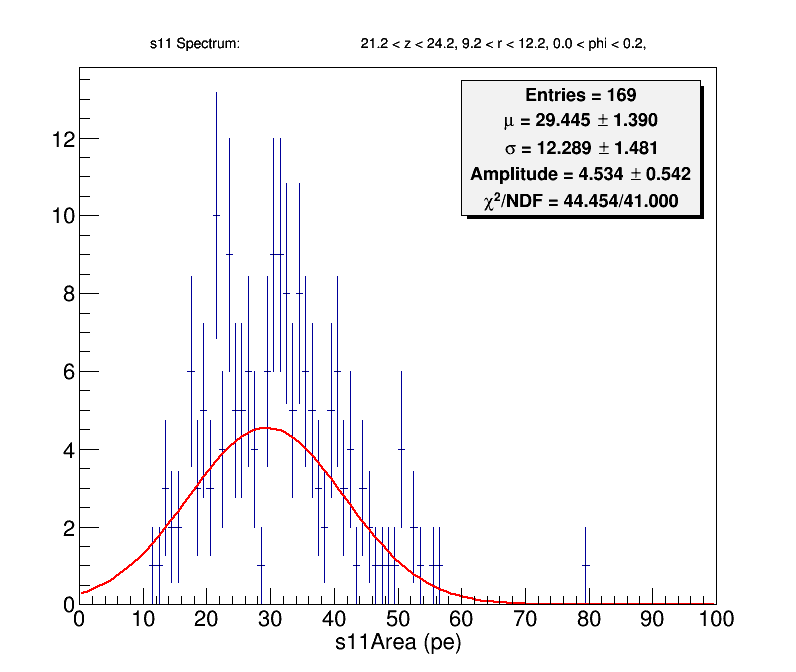 s11 Spectrum: 21.2 < z < 24.2, 9.2 < r < 12.2, 0.0 < phi < 0.2,
Entries = 169
μ = 29.445 ± 1.390
σ = 12.289 ± 1.481
Amplitude = 4.534 ± 0.542
χ²/NDF = 44.454/41.000
12
10
8
6
4
2
0
0 10 20 30 40 50 60 70 80 90 100
s11Area (pe)